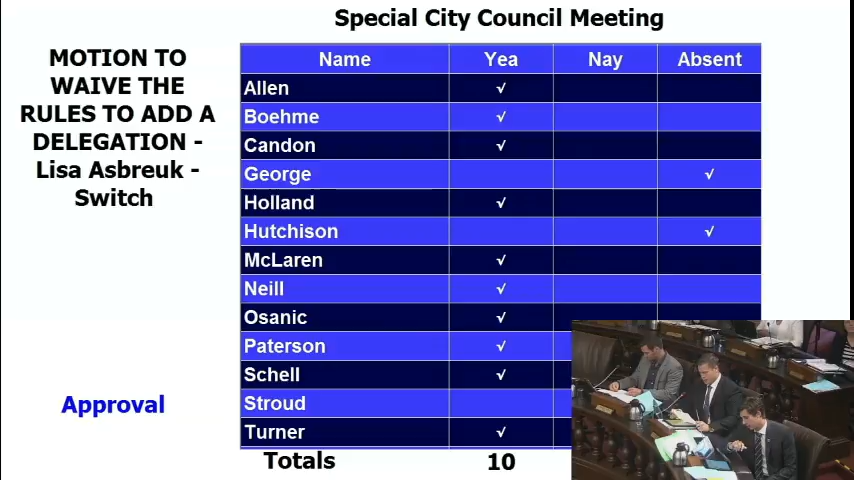 Special City Council Meeting
MOTION TO
WAIVE THE
RULES TO ADD A
DELEGATION -
Lisa Asbreuk -
Switch
Name Yea Nay Absent
Allen √
Boehme √
Candon √
George √
Holland √
Hutchison √
McLaren √
Neill √
Osanic √
Paterson √
Schell √
Stroud
Turner √
Approval
Totals 10